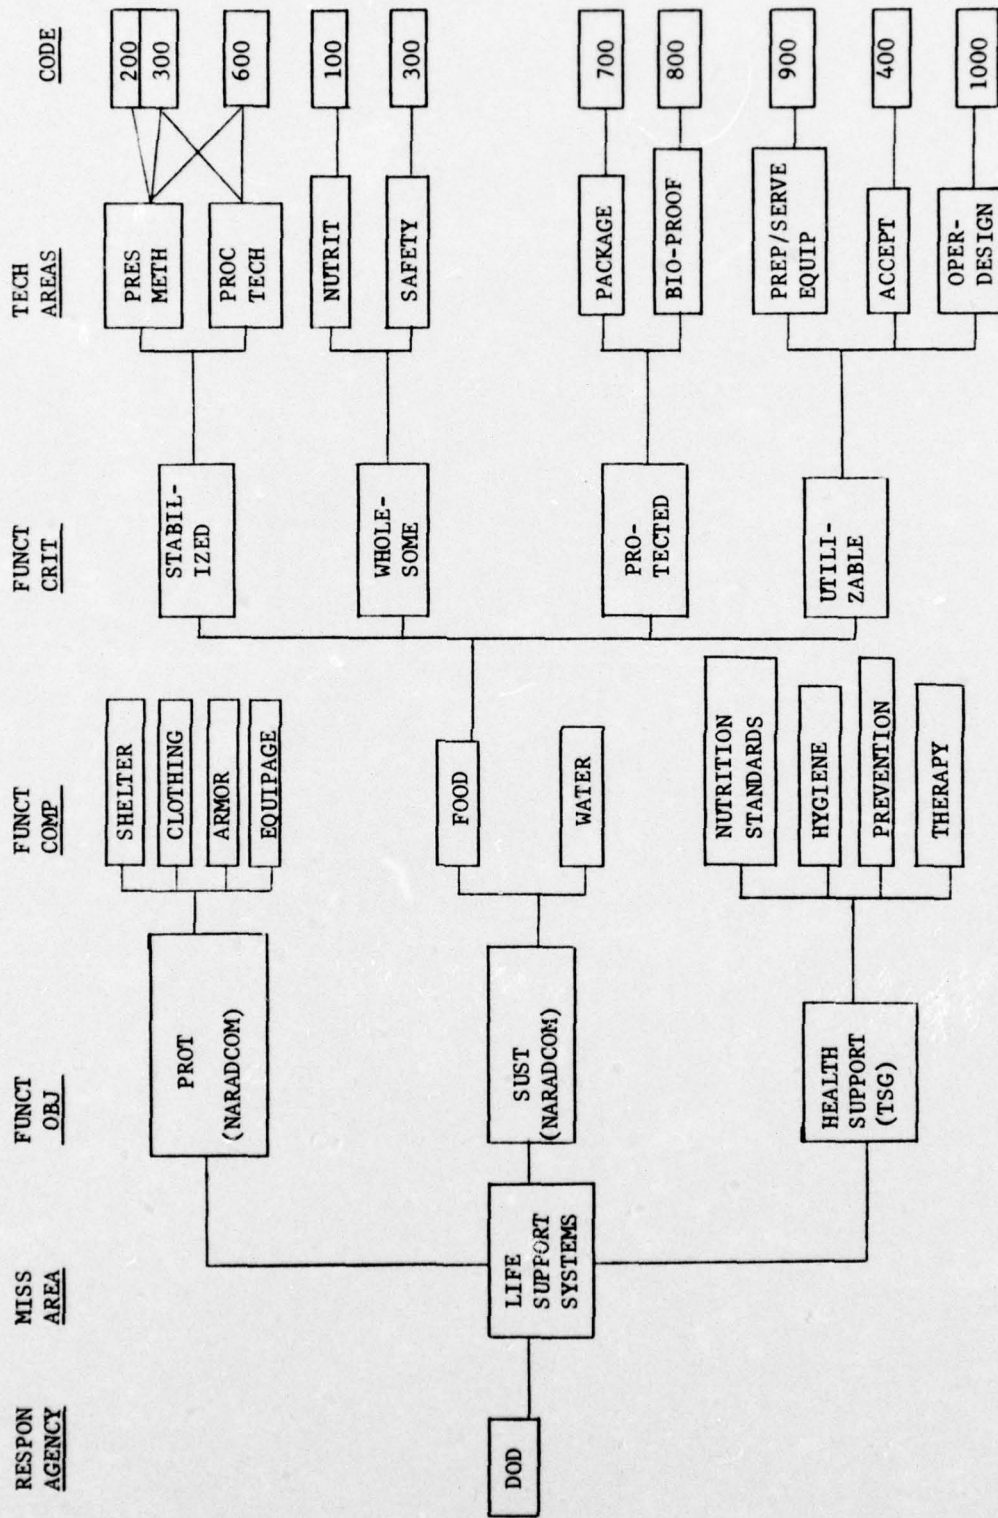 RESPON
AGENCY
MISS
AREA
FUNCT
OBJ
FUNCT
COMP
FUNCT
CRIT
TECH
AREAS
CODE
DOD
LIFE
SUPPORT
SYSTEMS
PROT
(NARADCOM)
SUST
(NARADCOM)
HEALTH
SUPPORT
(TSG)
SHELTER
CLOTHING
ARMOR
EQUIPAGE
FOOD
WATER
NUTRITION
STANDARDS
HYGIENE
PREVENTION
THERAPY
STABIL-
IZED
WHOLE-
SOME
PRO-
TECTED
UTILI-
ZABLE
PRES
METH
PROC
TECH
NUTRIT
SAFETY
PACKAGE
BIO-PROOF
PREP/SERVE
EQUIP
ACCEPT
OPER-
DESIGN
200
300
600
100
300
700
800
900
400
1000